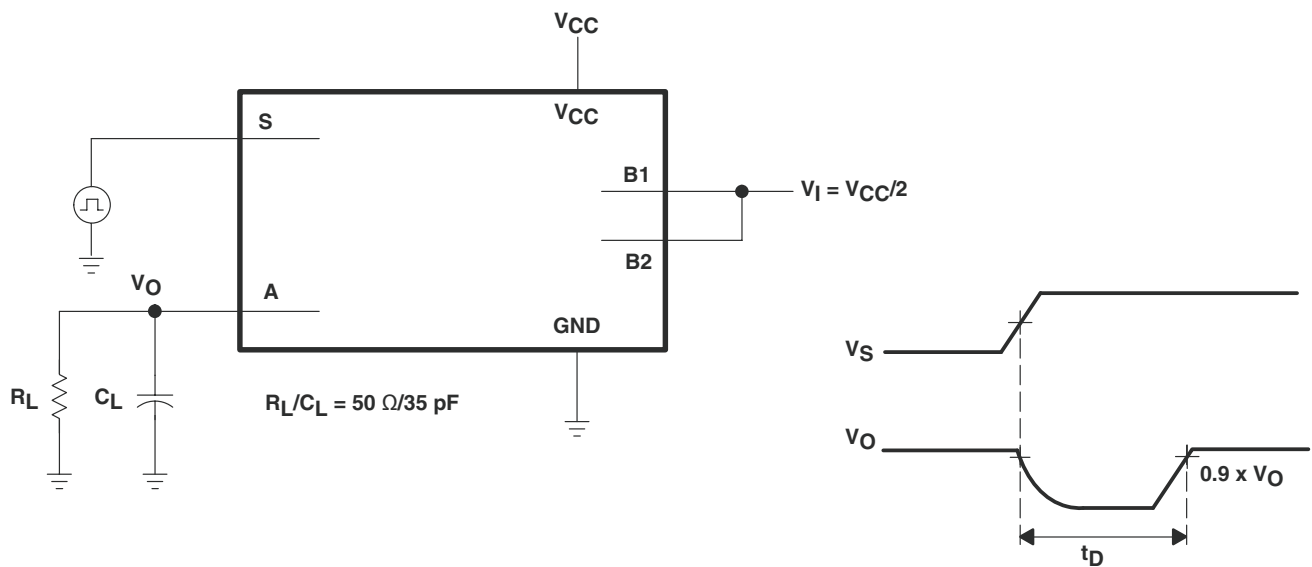 VCC
VCC
S
B1
VI = VCC/2
B2
VO
A
GND
RL
CL
RL/CL = 50 Ω/35 pF
VS
VO
0.9 x VO
tD